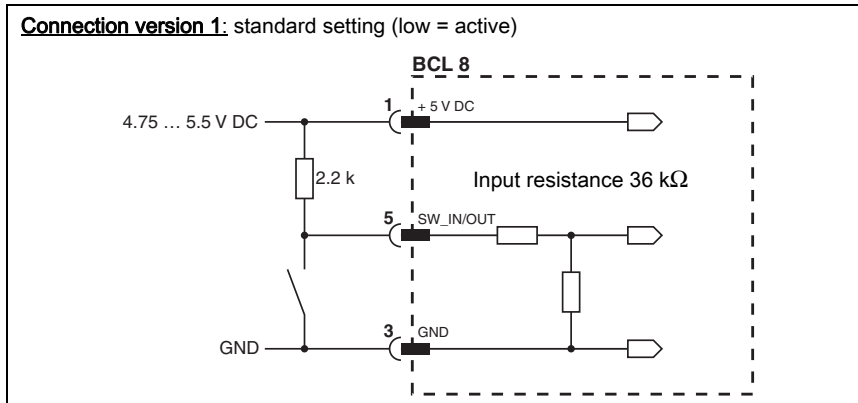 Connection version 1: standard setting (low = active)
BCL 8
4.75 … 5.5 V DC
1
+ 5 V DC
2.2 k
Input resistance 36 kΩ
5
SW_IN/OUT
GND
3
GND